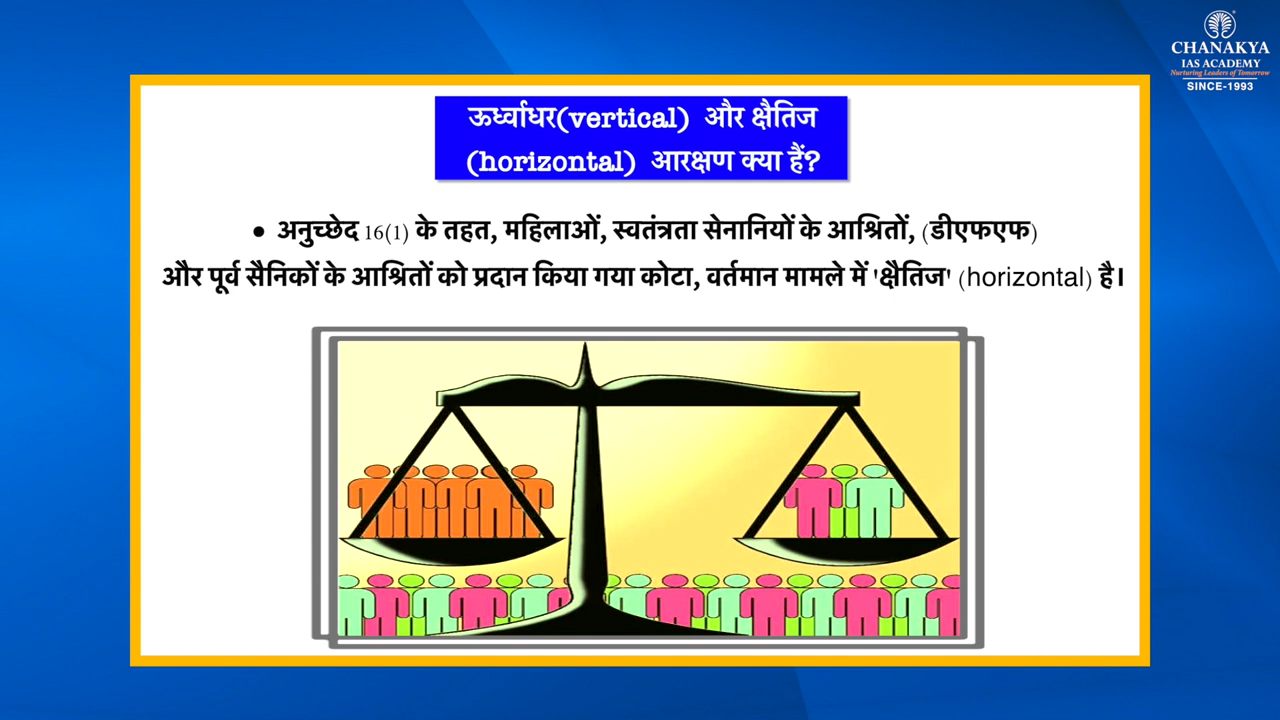 CHANAKYA
IAS ACADEMY
Nurturing Leaders of Tomorrow
SINCE-1993
ऊर्ध्वाधर(vertical) और क्षैतिज
(horizontal) आरक्षण क्या हैं?
• अनुच्छेद 16(1) के तहत, महिलाओं, स्वतंत्रता सेनानियों के आश्रितों, (डीएफएफ)
और पूर्व सैनिकों के आश्रितों को प्रदान किया गया कोटा, वर्तमान मामले में 'क्षैतिज' (horizontal) है।